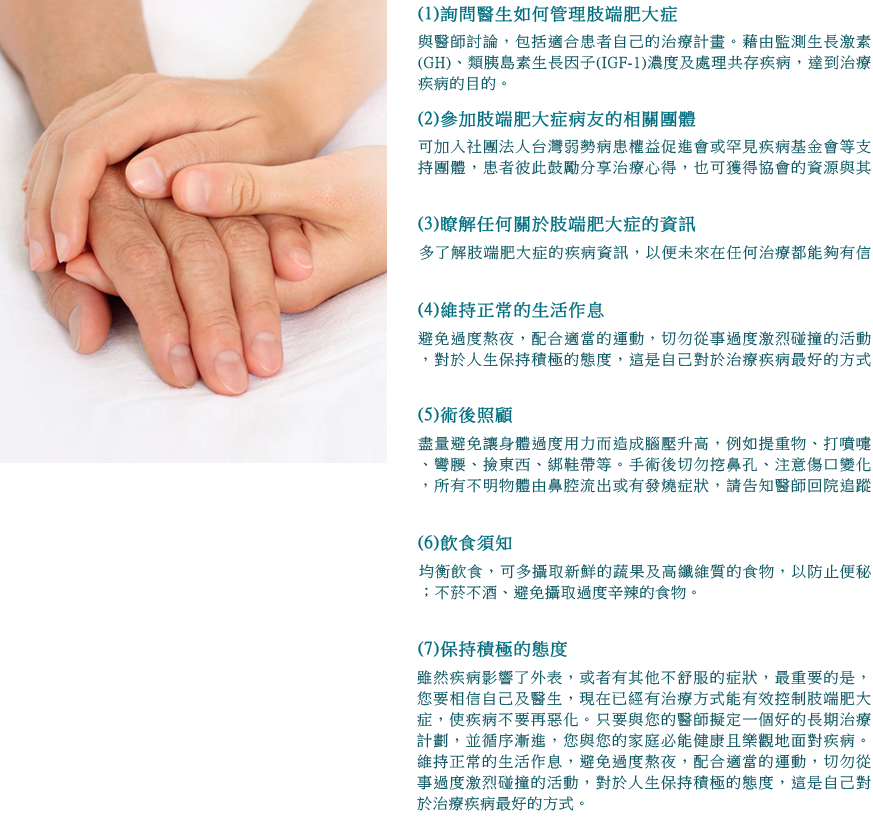 (1)詢問醫生如何管理肢端肥大症
與醫師討論，包括適合患者自己的治療計畫。藉由監測生長激素
(GH)、類胰島素生長因子(IGF-1)濃度及處理共存疾病，達到治療
疾病的目的。
(2)參加肢端肥大症病友的相關團體
可加入社團法人台灣弱勢病患權益促進會或罕見疾病基金會等支
持團體，患者彼此鼓勵分享治療心得，也可獲得協會的資源與其
(3)瞭解任何關於肢端肥大症的資訊
多了解肢端肥大症的疾病資訊，以便未來在任何治療都能夠有信
(4)維持正常的生活作息
避免過度熬夜，配合適當的運動，切勿從事過度激烈碰撞的活動
，對於人生保持積極的態度，這是自己對於治療疾病最好的方式
(5)術後照顧
盡量避免讓身體過度用力而造成腦壓升高，例如提重物、打噴嚏
、彎腰、撿東西、綁鞋帶等。手術後切勿挖鼻孔、注意傷口變化
，所有不明物體由鼻腔流出或有發燒症狀，請告知醫師回院追蹤
(6)飲食須知
均衡飲食，可多攝取新鮮的蔬果及高纖維質的食物，以防止便秘
；不菸不酒、避免攝取過度辛辣的食物。
(7)保持積極的態度
雖然疾病影響了外表，或者有其他不舒服的症狀，最重要的是，
您要相信自己及醫生，現在已經有治療方式能有效控制肢端肥大
症，使疾病不要再惡化。只要與您的醫師擬定一個好的長期治療
計劃，並循序漸進，您與您的家庭必能健康且樂觀地面對疾病。
維持正常的生活作息，避免過度熬夜，配合適當的運動，切勿從
事過度激烈碰撞的活動，對於人生保持積極的態度，這是自己對
於治療疾病最好的方式。